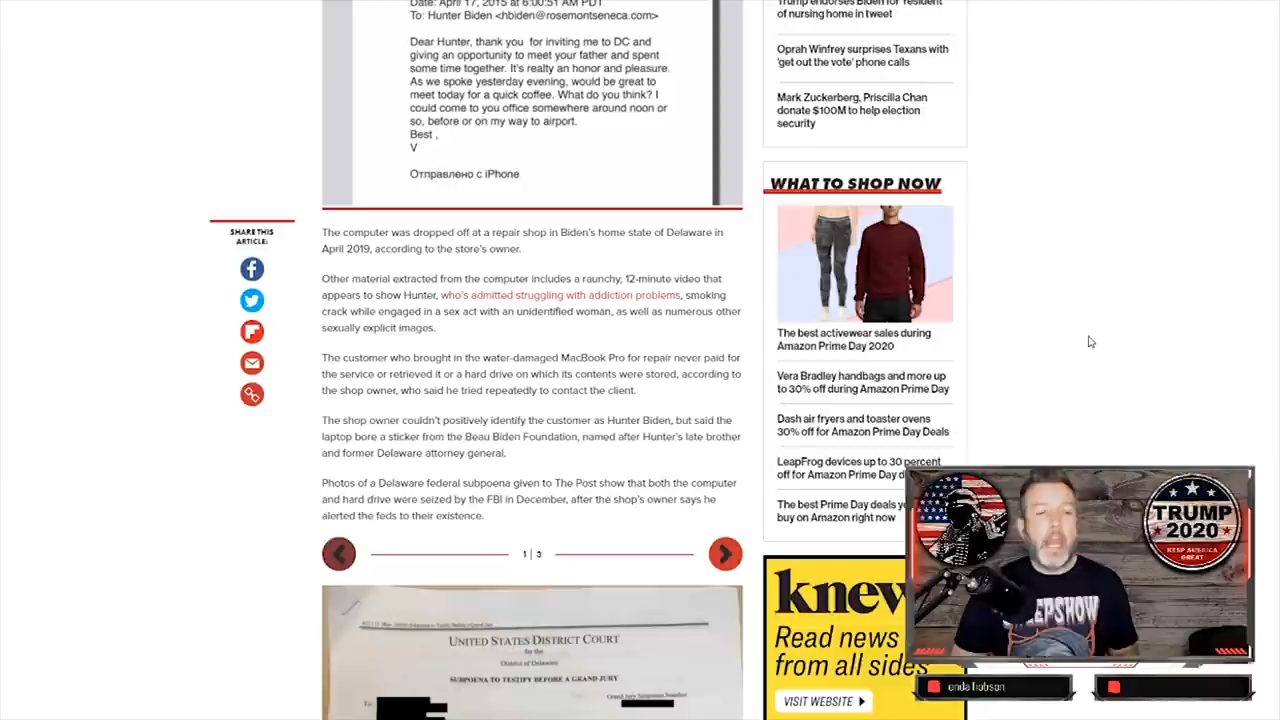 Date: April 17, 2015 at 6:00:51 AM PDT
To: Hunter Biden <hbiden@rosemontseneca.com>
Dear Hunter, thank you for inviting me to DC and
giving an opportunity to meet your father and spent
some time together. It's realty an honor and pleasure.
As we spoke yesterday evening, would be great to
meet today for a quick coffee. What do you think? I
could come to you office somewhere around noon or
so, before or on my way to airport.
Best ,
V
Отправлено с iPhone
SHARE THIS
ARTICLE:
The computer was dropped off at a repair shop in Biden's home state of Delaware in
April 2019, according to the store's owner.
Other material extracted from the computer includes a raunchy, 12-minute video that
appears to show Hunter, who's admitted struggling with addiction problems, smoking
crack while engaged in a sex act with an unidentified woman, as well as numerous other
sexually explicit images.
The customer who brought in the water-damaged MacBook Pro for repair never paid for
the service or retrieved it or a hard drive on which its contents were stored, according to
the shop owner, who said he tried repeatedly to contact the client.
The shop owner couldn't positively identify the customer as Hunter Biden, but said the
laptop bore a sticker from the Beau Biden Foundation, named after Hunter's late brother
and former Delaware attorney general.
Photos of a Delaware federal subpoena given to The Post show that both the computer
and hard drive were seized by the FBI in December, after the shop's owner says he
alerted the feds to their existence.
1 | 3
UNITED STATES DISTRICT COURT
for the
District of Delaware
SUBPOENA TO TESTIFY BEFORE A GRAND JURY
To:
Trump endorses Biden for 'resident'
of nursing home in tweet
Oprah Winfrey surprises Texans with
'get out the vote' phone calls
Mark Zuckerberg, Priscilla Chan
donate $100M to help election
security
WHAT TO SHOP NOW
The best activewear sales during
Amazon Prime Day 2020
Vera Bradley handbags and more up
to 30% off during Amazon Prime Day
Dash air fryers and toaster ovens
30% off for Amazon Prime Day Deals
LeapFrog devices up to 30 percent
off for Amazon Prime Day
The best Prime Day deals
buy on Amazon right now
knew
Read news
from all sides
VISIT WEBSITE
TRUMP
2020
KEEP AMERICA
GREAT
EEPSHOW